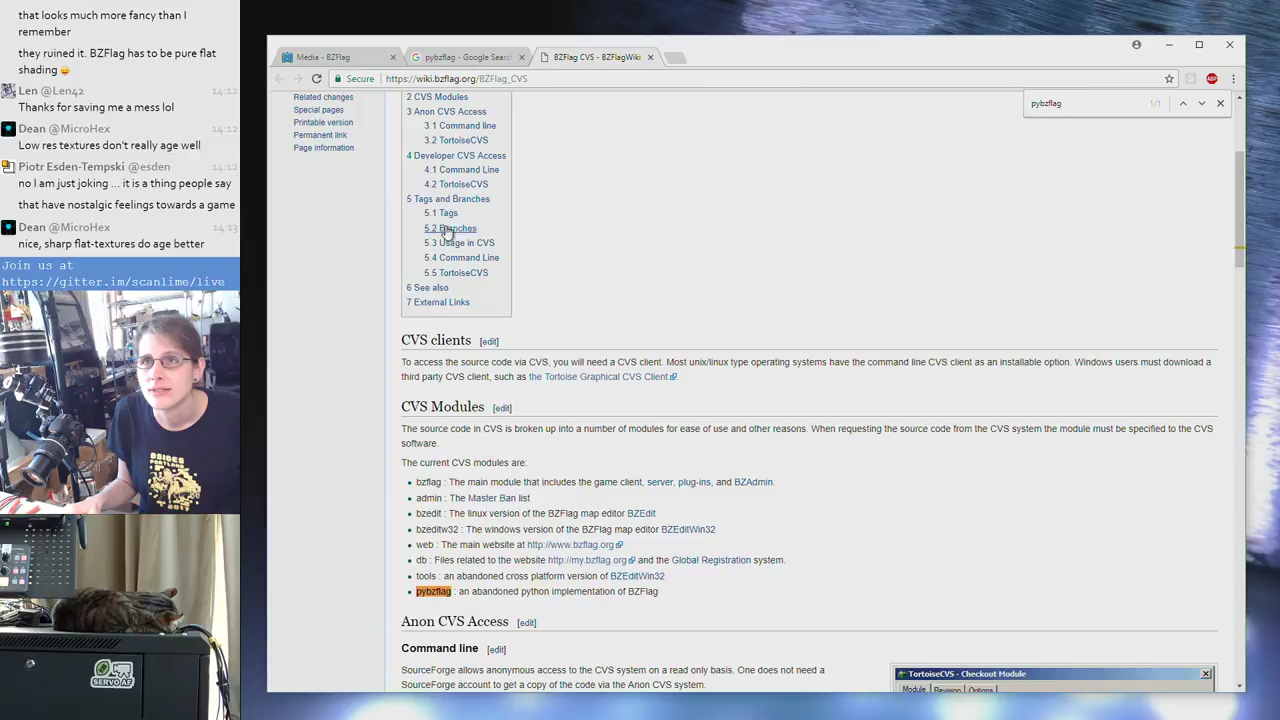 that looks much more fancy than I
remember
they ruined it. BZFlag has to be pure flat
shading
Len @Len42 14:12
Thanks for saving me a mess lol
Dean @MicroHex 14:12
Low res textures don't really age well
Piotr Esden-Tempski @esden 14:12
no I am just joking ... it is a thing people say
that have nostalgic feelings towards a game
Dean @MicroHex 14:13
nice, sharp flat-textures do age better
Join us at
https://gitter.im/scanlime/live
BSIDES
PORTLAND
SERVO AF
Media - BZFlag
pybzflag - Google Searc
BZFlag CVS - BZFlagWiki
Secure https://wiki.bzflag.org/BZFlag_CVS
ABP
pybzflag 1/1
Related changes
Special pages
Printable version
Permanent link
Page information
2 CVS Modules
3 Anon CVS Access
3.1 Command line
3.2 TortoiseCVS
4 Developer CVS Access
4.1 Command Line
4.2 TortoiseCVS
5 Tags and Branches
5.1 Tags
5.2 Branches
5.3 Usage in CVS
5.4 Command Line
5.5 TortoiseCVS
6 See also
7 External Links
CVS clients [edit]
To access the source code via CVS, you will need a CVS client. Most unix/linux type operating systems have the command line CVS client as an installable option. Windows users must download a
third party CVS client, such as the Tortoise Graphical CVS Client.
CVS Modules [edit]
The source code in CVS is broken up into a number of modules for ease of use and other reasons. When requesting the source code from the CVS system the module must be specified to the CVS
software.
The current CVS modules are:
bzflag : The main module that includes the game client, server, plug-ins, and BZAdmin.
admin : The Master Ban list
bzedit : The linux version of the BZFlag map editor BZEdit
bzeditw32 : The windows version of the BZFlag map editor BZEditWin32
web : The main website at http://www.bzflag.org
db : Files related to the website http://my.bzflag.org and the Global Registration system.
tools : an abandoned cross platform version of BZEditWin32
pybzflag : an abandoned python implementation of BZFlag
Anon CVS Access [edit]
Command line [edit]
SourceForge allows anonymous access to the CVS system on a read only basis. One does not need a
SourceForge account to get a copy of the code via the Anon CVS system.
TortoiseCVS - Checkout Module
Module Revision Options